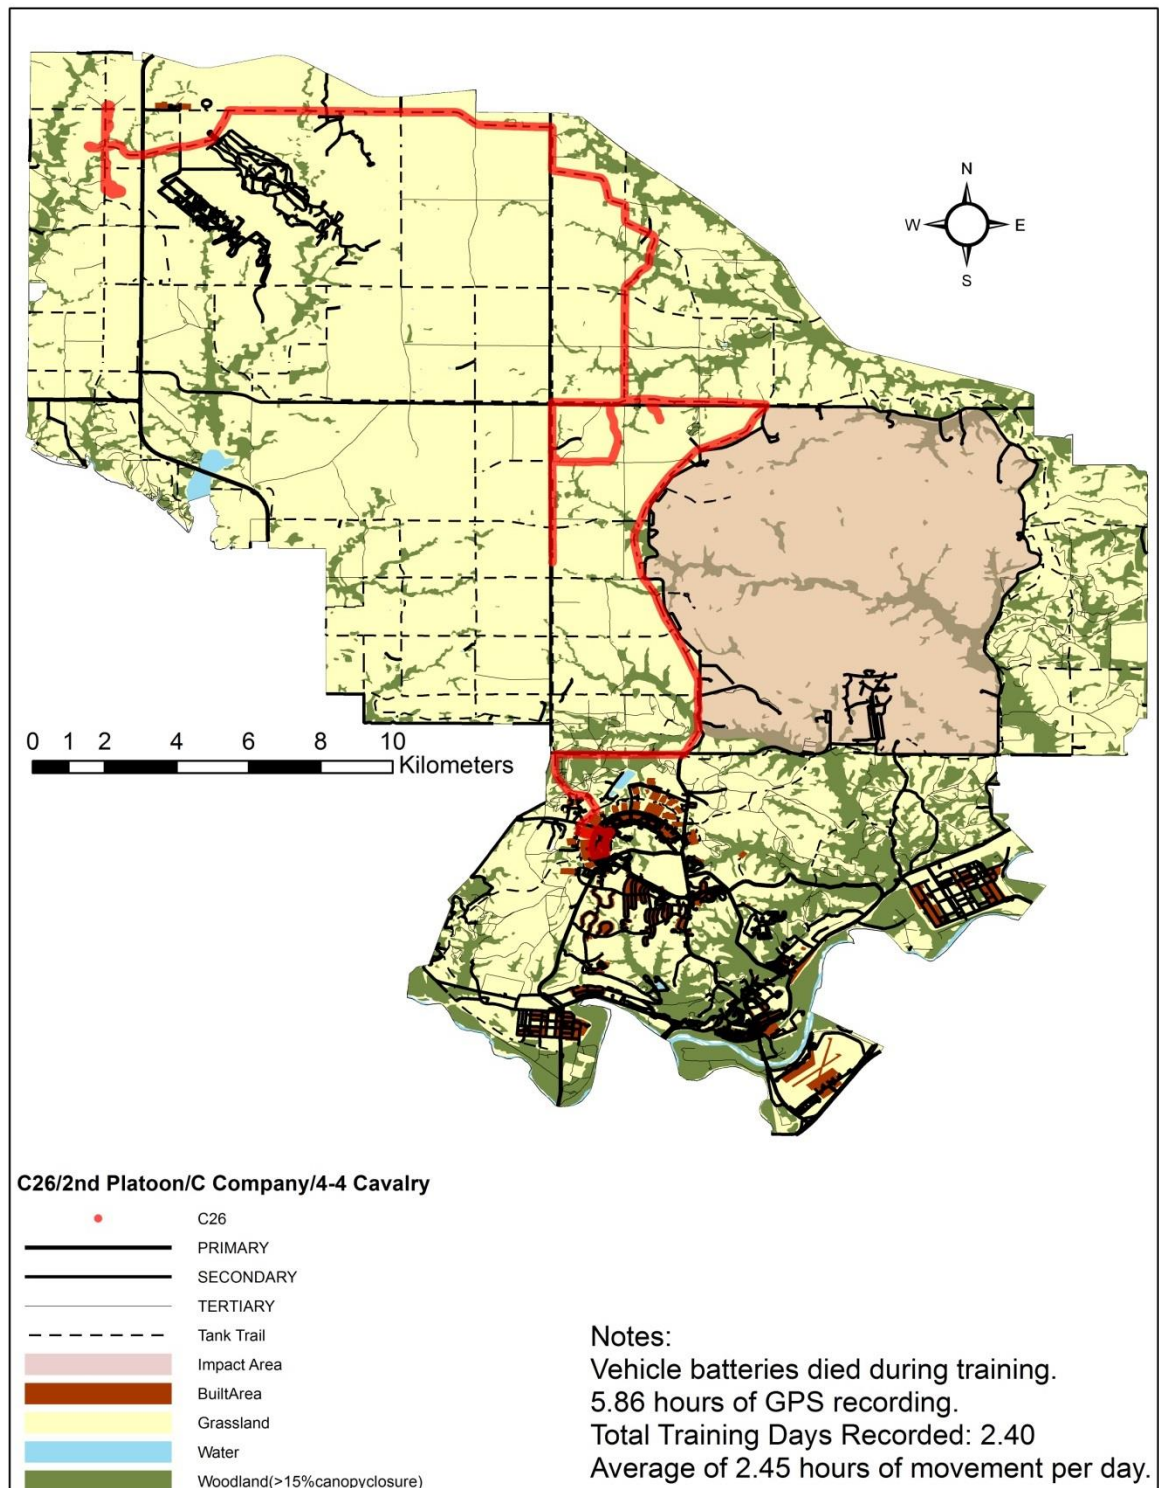 N
W E
S
0 1 2 4 6 8 10
Kilometers
C26/2nd Platoon/C Company/4-4 Cavalry
C26
PRIMARY
SECONDARY
TERTIARY
Tank Trail
Impact Area
BuiltArea
Grassland
Water
Woodland(>15%canopyclosure)
Notes:
Vehicle batteries died during training.
5.86 hours of GPS recording.
Total Training Days Recorded: 2.40
Average of 2.45 hours of movement per day.